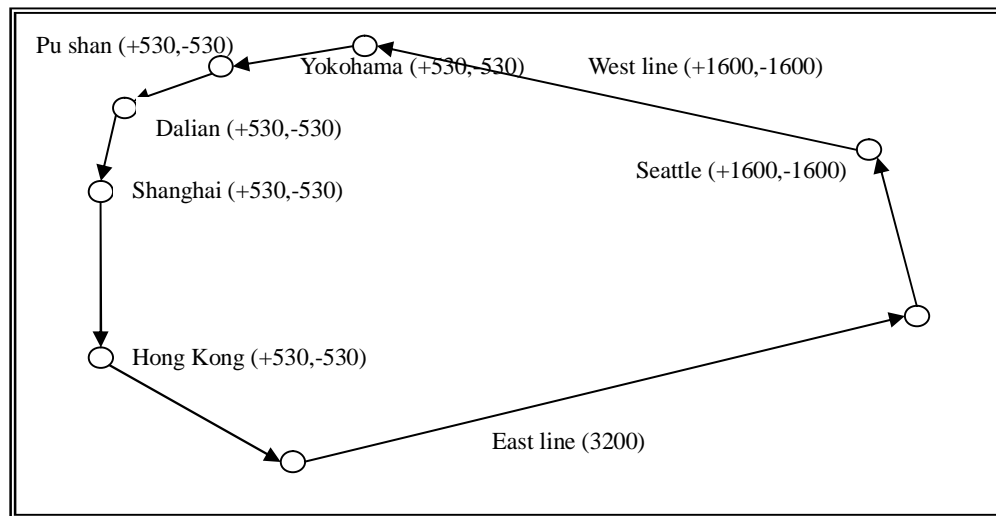 Pu shan (+530,-530)
Yokohama (+530,-530)
West line (+1600,-1600)
Dalian (+530,-530)
Seattle (+1600,-1600)
Shanghai (+530,-530)
Hong Kong (+530,-530)
East line (3200)